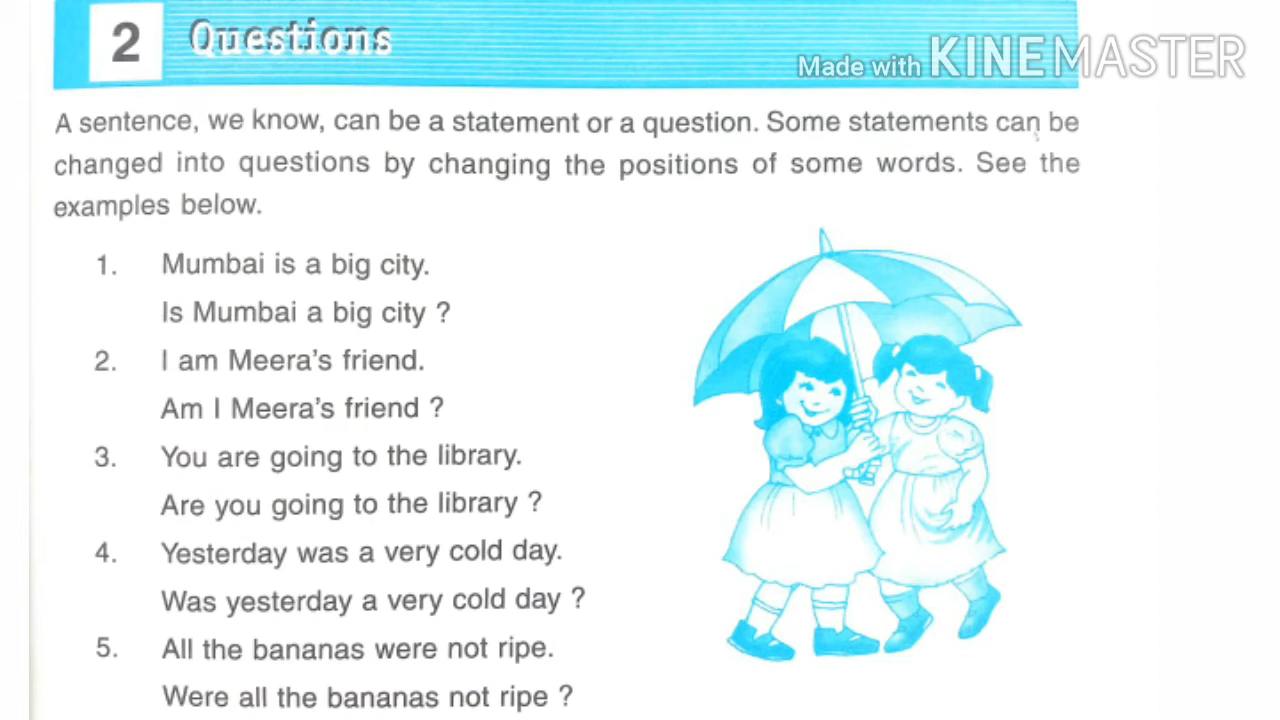 2 Questions
Made with KINEMASTER
A sentence, we know, can be a statement or a question. Some statements can be
changed into questions by changing the positions of some words. See the
examples below.
1. Mumbai is a big city.
Is Mumbai a big city ?
2. I am Meera's friend.
Am I Meera's friend ?
3. You are going to the library.
Are you going to the library ?
4. Yesterday was a very cold day.
Was yesterday a very cold day ?
5. All the bananas were not ripe.
Were all the bananas not ripe ?